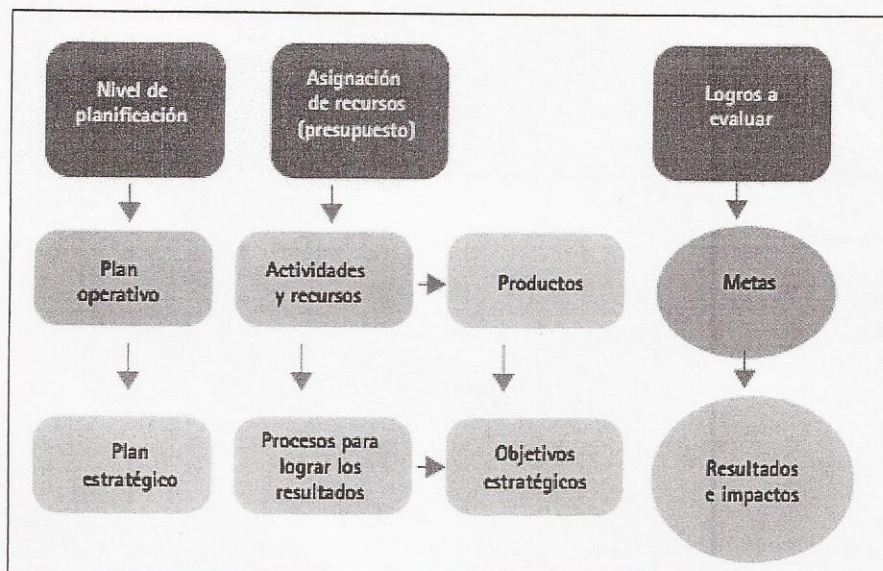 Nivel de
planificación
Asignación
de recursos
(presupuesto)
Logros a
evaluar
Plan
operativo
Actividades
y recursos
Productos
Metas
Plan
estratégico
Procesos para
lograr los
resultados
Objetivos
estratégicos
Resultados
e impactos